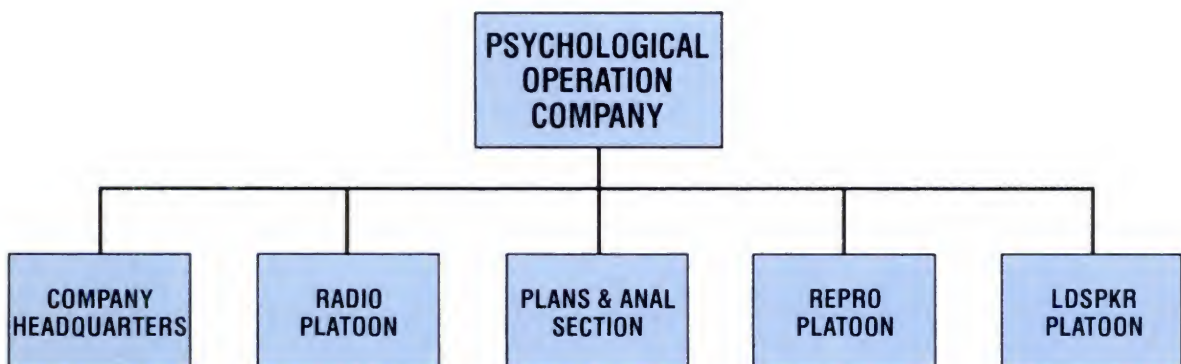 PSYCHOLOGICAL
OPERATION
COMPANY
COMPANY
HEADQUARTERS
RADIO
PLATOON
PLANS & ANAL
SECTION
REPRO
PLATOON
LDSPKR
PLATOON